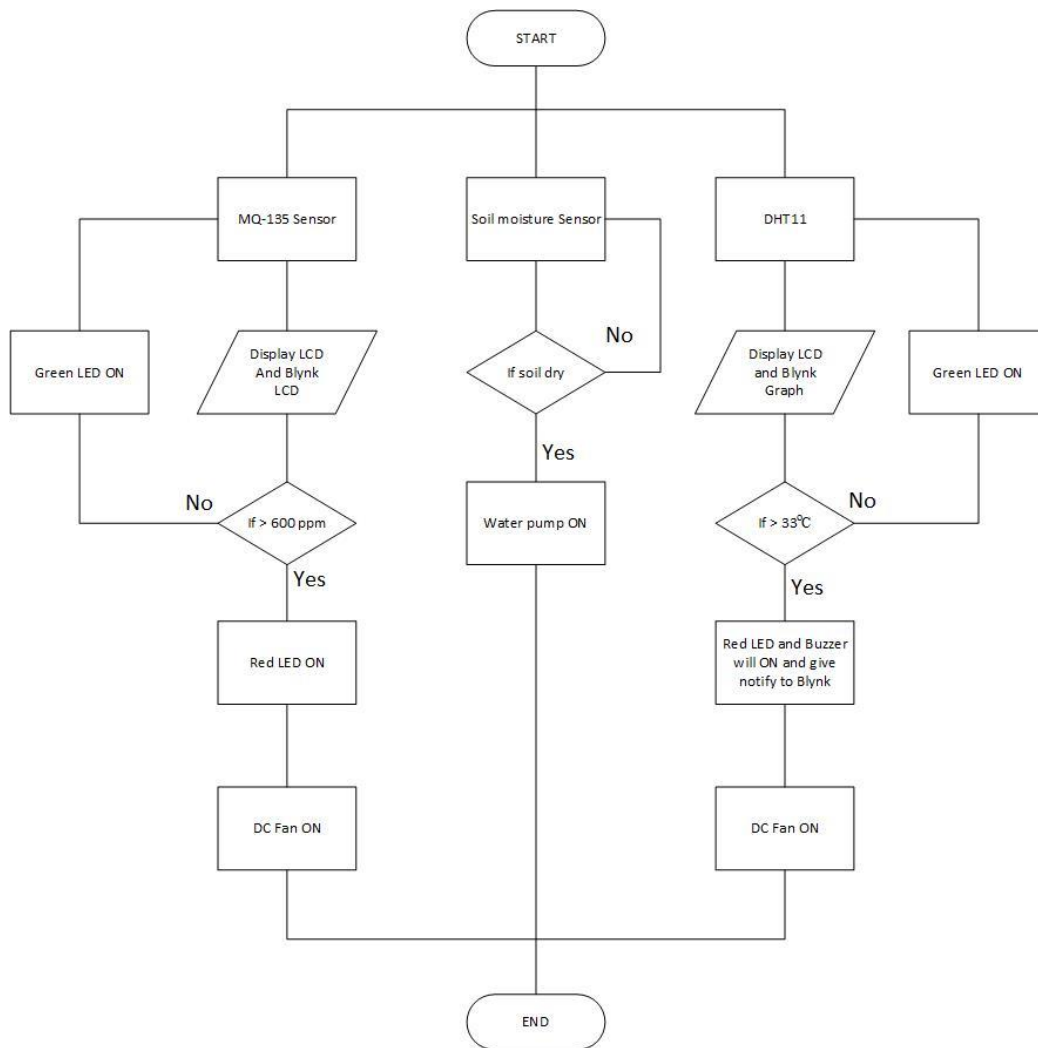 START
MQ-135 Sensor
Soil moisture Sensor
DHT11
Green LED ON
Display LCD
And Blynk
LCD
If soil dry
No
Display LCD
and Blynk
Graph
Green LED ON
Yes
No
If > 600 ppm
Water pump ON
If > 33°C
No
Yes
Yes
Red LED ON
Red LED and Buzzer
will ON and give
notify to Blynk
DC Fan ON
DC Fan ON
END